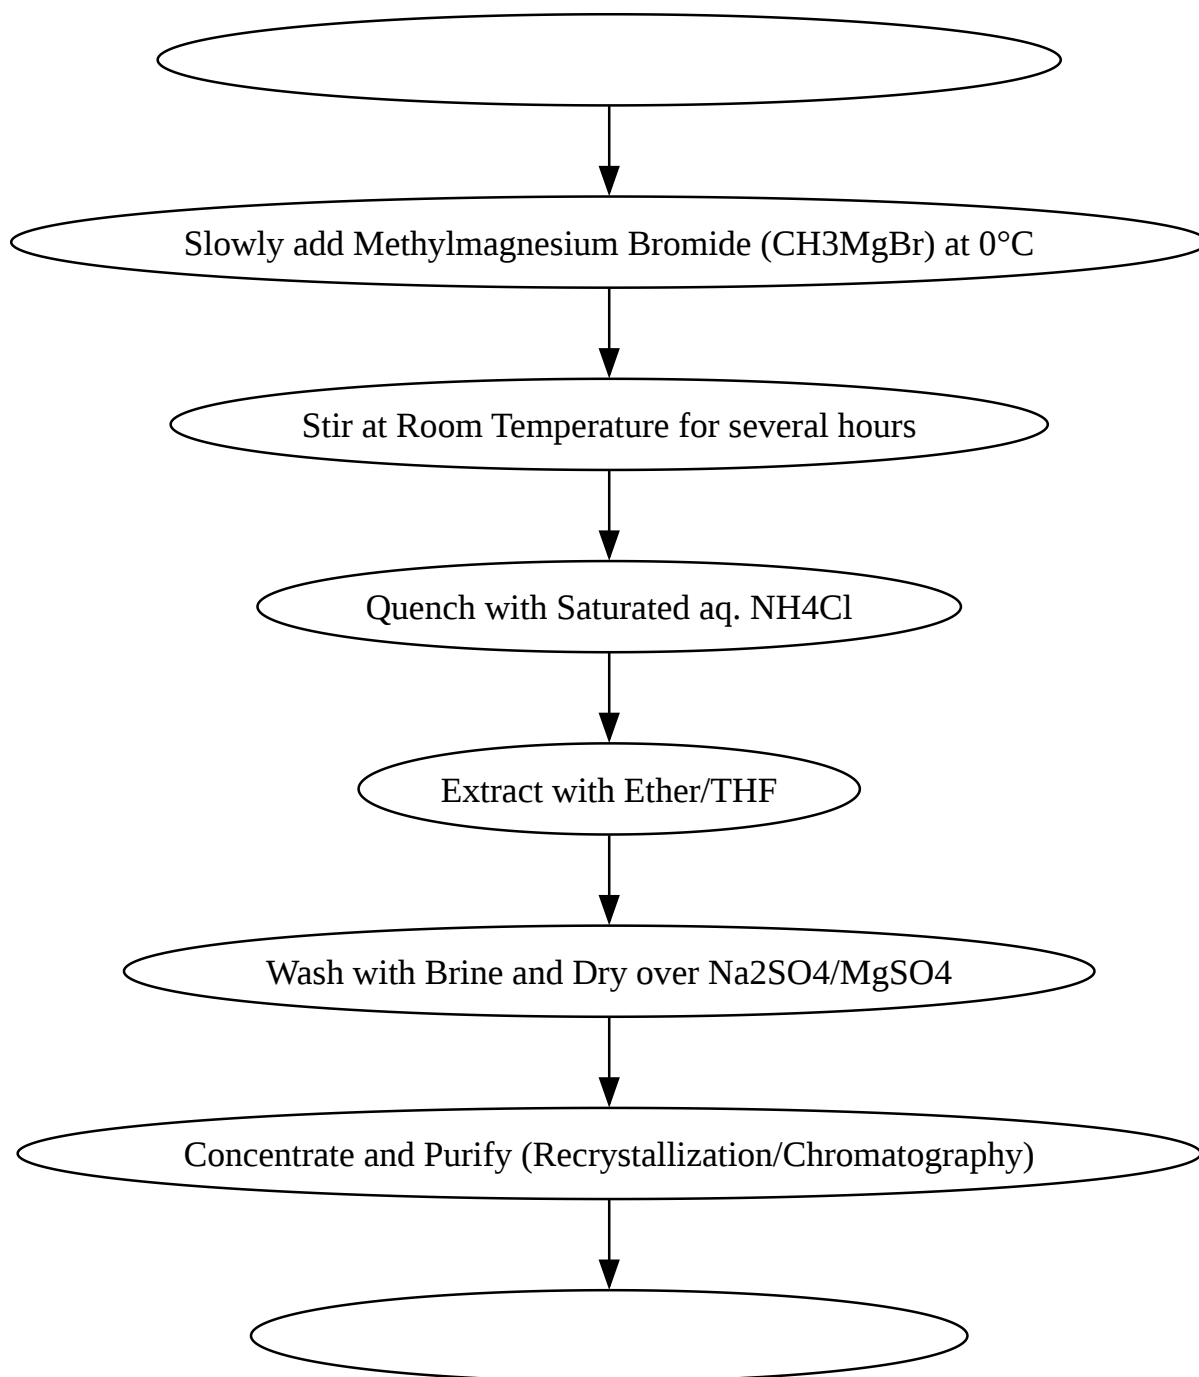 Slowly add Methylmagnesium Bromide (CH3MgBr) at 0°C
Stir at Room Temperature for several hours
Quench with Saturated aq. NH4Cl
Extract with Ether/THF
Wash with Brine and Dry over Na2SO4/MgSO4
Concentrate and Purify (Recrystallization/Chromatography)